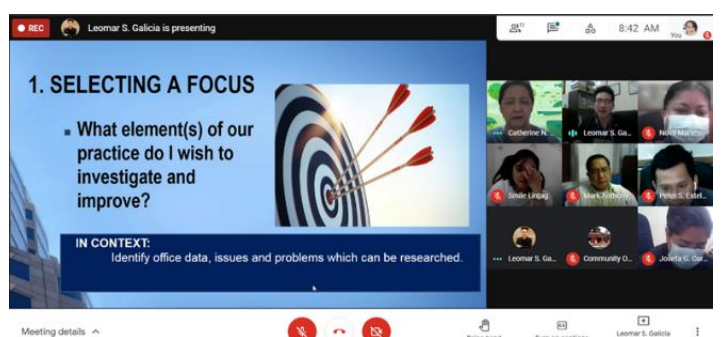 REC
Leomar S. Galicia is presenting
8:42 AM
You
1. SELECTING A FOCUS
What element(s) of our
practice do I wish to
investigate and
improve?
IN CONTEXT:
Identify office data, issues and problems which can be researched.
Catherine N. ...
Leomar S. Ga...
Smile Lintag
Mark Anthony
Peter S. Estel...
Leomar S. Ga...
Community O...
Josefa G.
Meeting details
Leomar S. Galicia